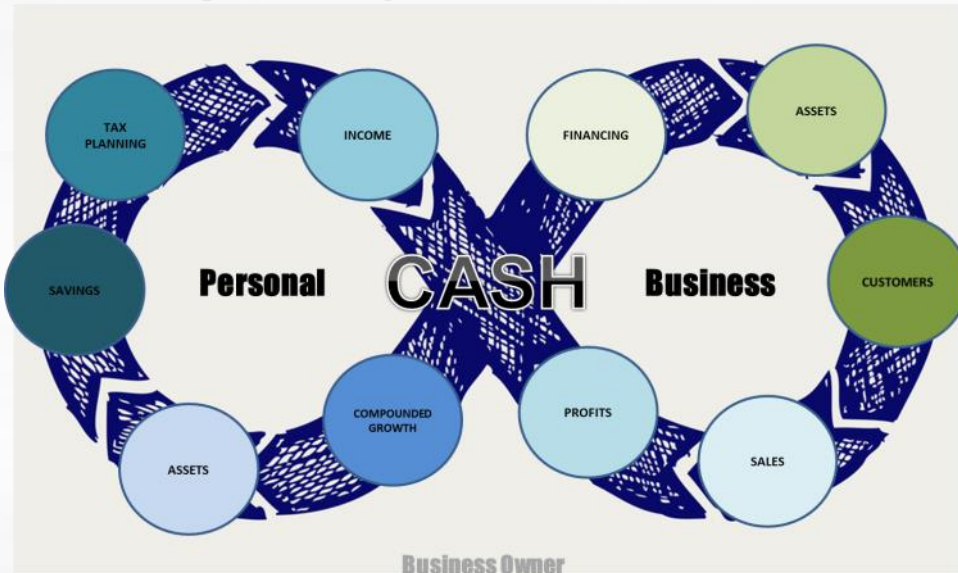 TAX
PLANNING
INCOME
FINANCING
ASSETS
SAVINGS
Personal
CASH
Business
CUSTOMERS
COMPOUNDED
GROWTH
PROFITS
ASSETS
SALES
Business Owner